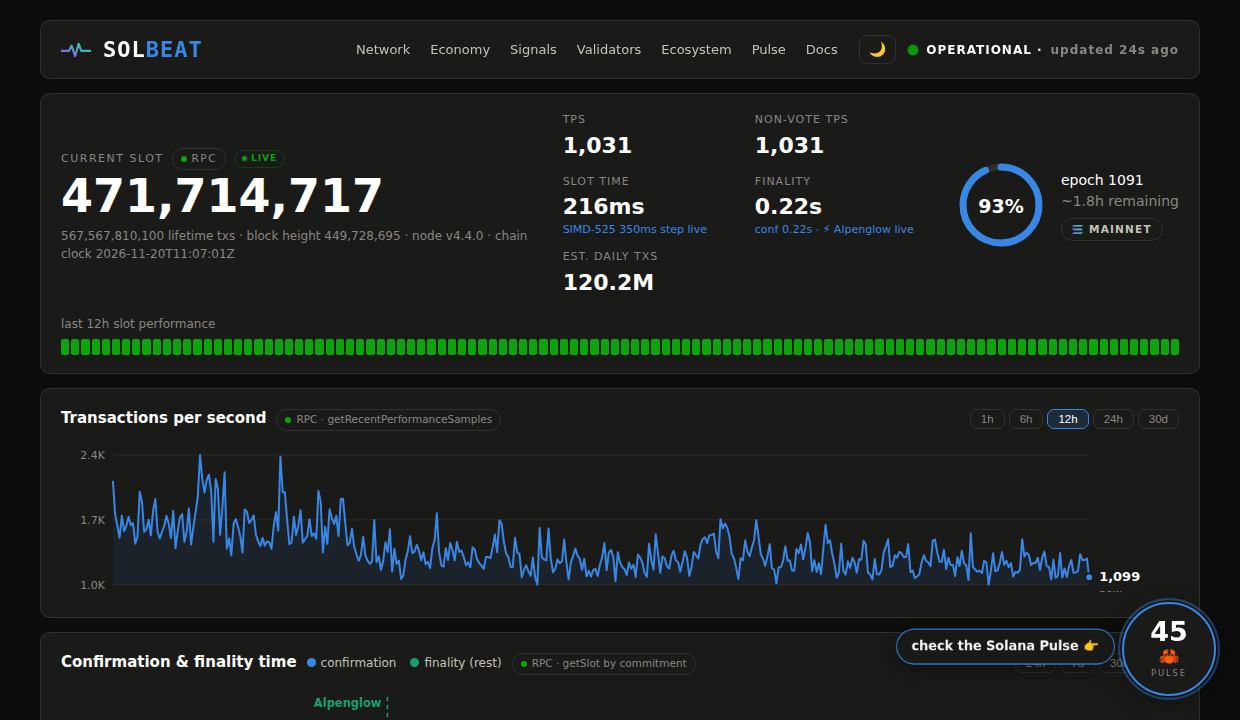 SOLBEAT
Network Economy Signals Validators Ecosystem Pulse Docs
OPERATIONAL · updated 24s ago
CURRENT SLOT RPC LIVE
471,714,717
567,567,810,100 lifetime txs · block height 449,728,695 · node v4.4.0 · chain
clock 2026-11-20T11:07:01Z
TPS
1,031
NON-VOTE TPS
1,031
SLOT TIME
216ms
SIMD-525 350ms step live
FINALITY
0.22s
conf 0.22s · ⚡ Alpenglow live
EST. DAILY TXS
120.2M
93%
epoch 1091
~1.8h remaining
MAINNET
last 12h slot performance
Transactions per second RPC · getRecentPerformanceSamples
1h 6h 12h 24h 30d
2.4K
1.7K
1.0K
1,099
Confirmation & finality time confirmation finality (rest) RPC · getSlot by commitment
Alpenglow
check the Solana Pulse 👉
45
🦀
PULSE